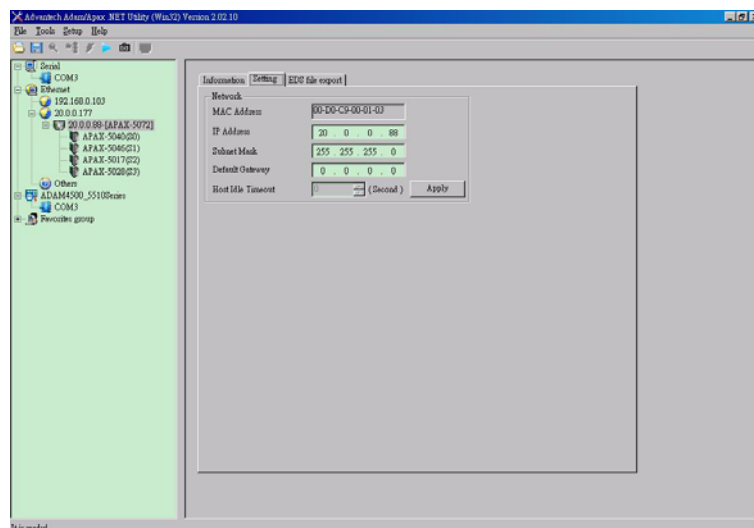 Advantech Adam/Apax .NET Utility (Win32) Version 2.02.10
File Tools Setup Help
Serial
COM3
Ethernet
192.168.0.103
20.0.0.177
20.0.0.88-[APAX-5072]
APAX-5040(S0)
APAX-5046(S1)
APAX-5017(S2)
APAX-5028(S3)
Others
ADAM4500_5510Series
COM3
Favorites group
Information Setting EDS file export
Network
MAC Address 00-D0-C9-00-01-03
IP Address 20 . 0 . 0 . 88
Subnet Mask 255 . 255 . 255 . 0
Default Gateway 0 . 0 . 0 . 0
Host Idle Timeout (Second) Apply